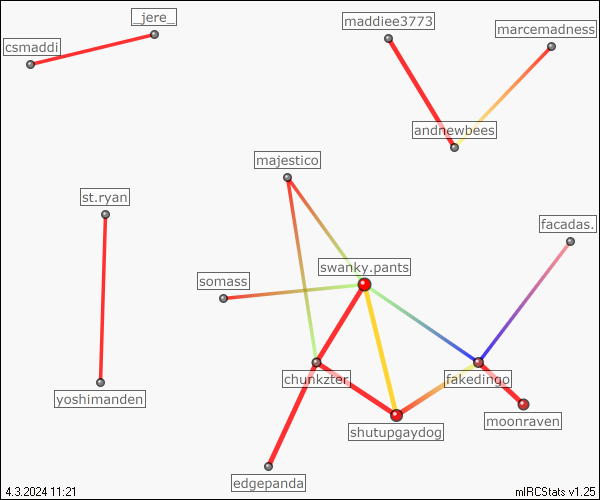 _jere_
maddiee3773
marcemadness
csmaddi
andnewbees
majestico
st.ryan
facadas.
swanky.pants
somass
chunkzter
fakedingo
yoshimanden
moonraven
shutupgaydog
edgepanda
4.3.2024 11:21
mIRCStats v1.25